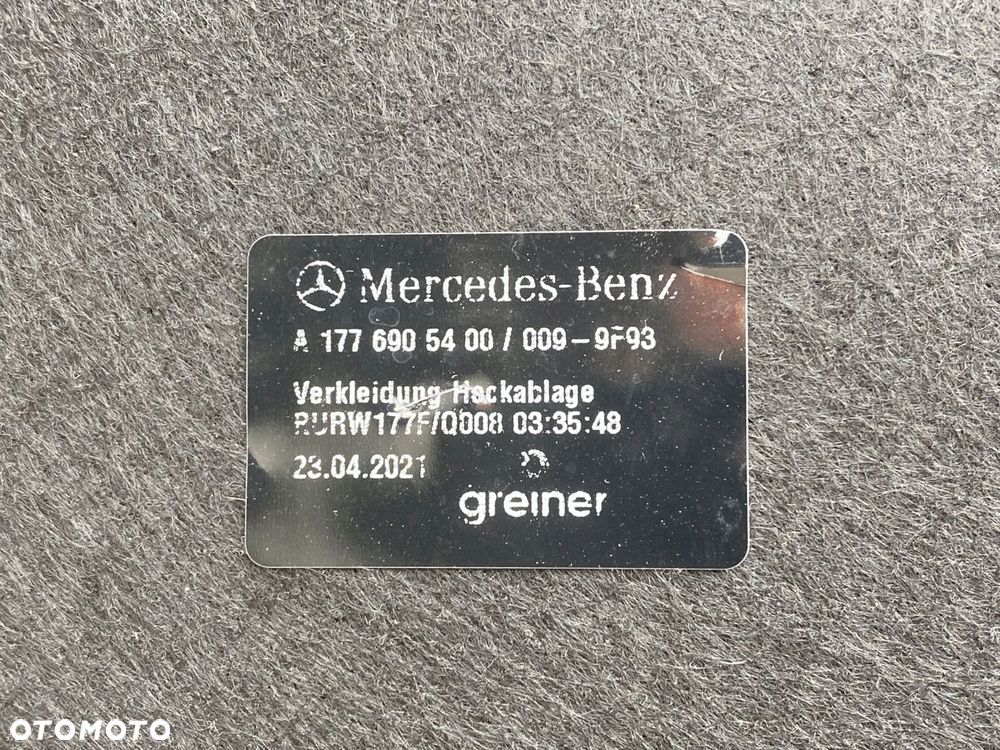 Mercedes-Benz
A 177 690 54 00 / 009-9F93
Verkleidung Heckablage
RURW177F/Q008 03:35:48
23.04.2021
greiner
OTOMOTO